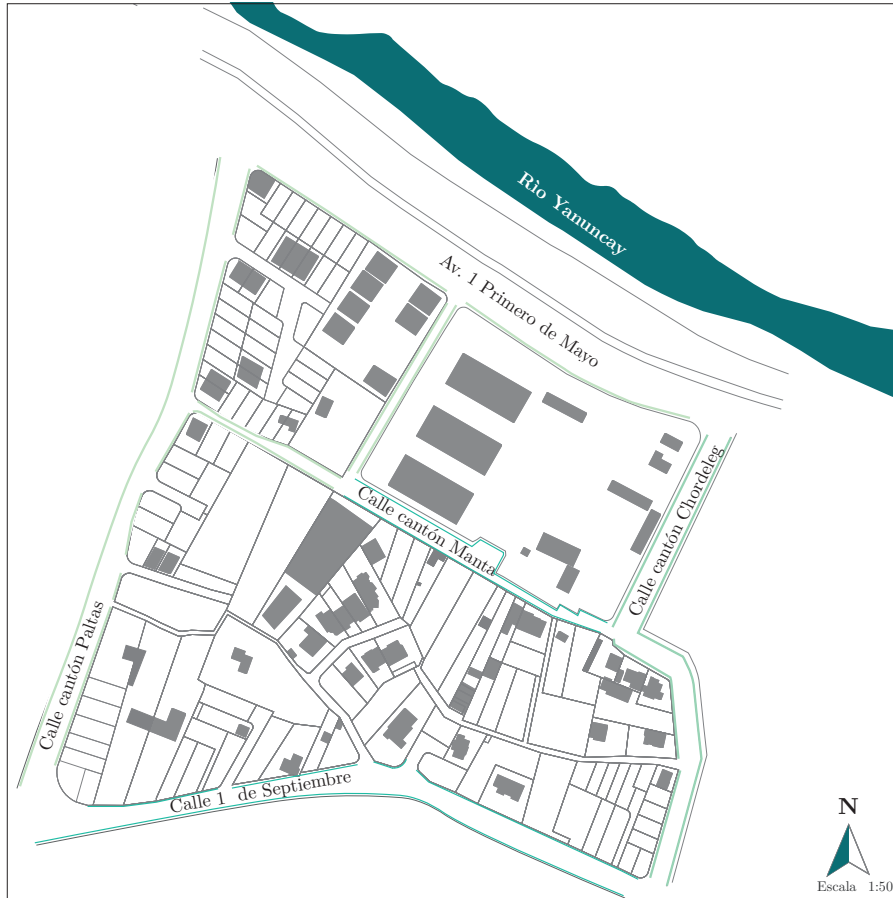 Rìo Yanuncay
Av. 1 Primero de Mayo
Calle cantón Chordeleg
Calle cantón Manta
Calle cantón Paltas
Calle 1 de Septiembre
N
Escala 1:50